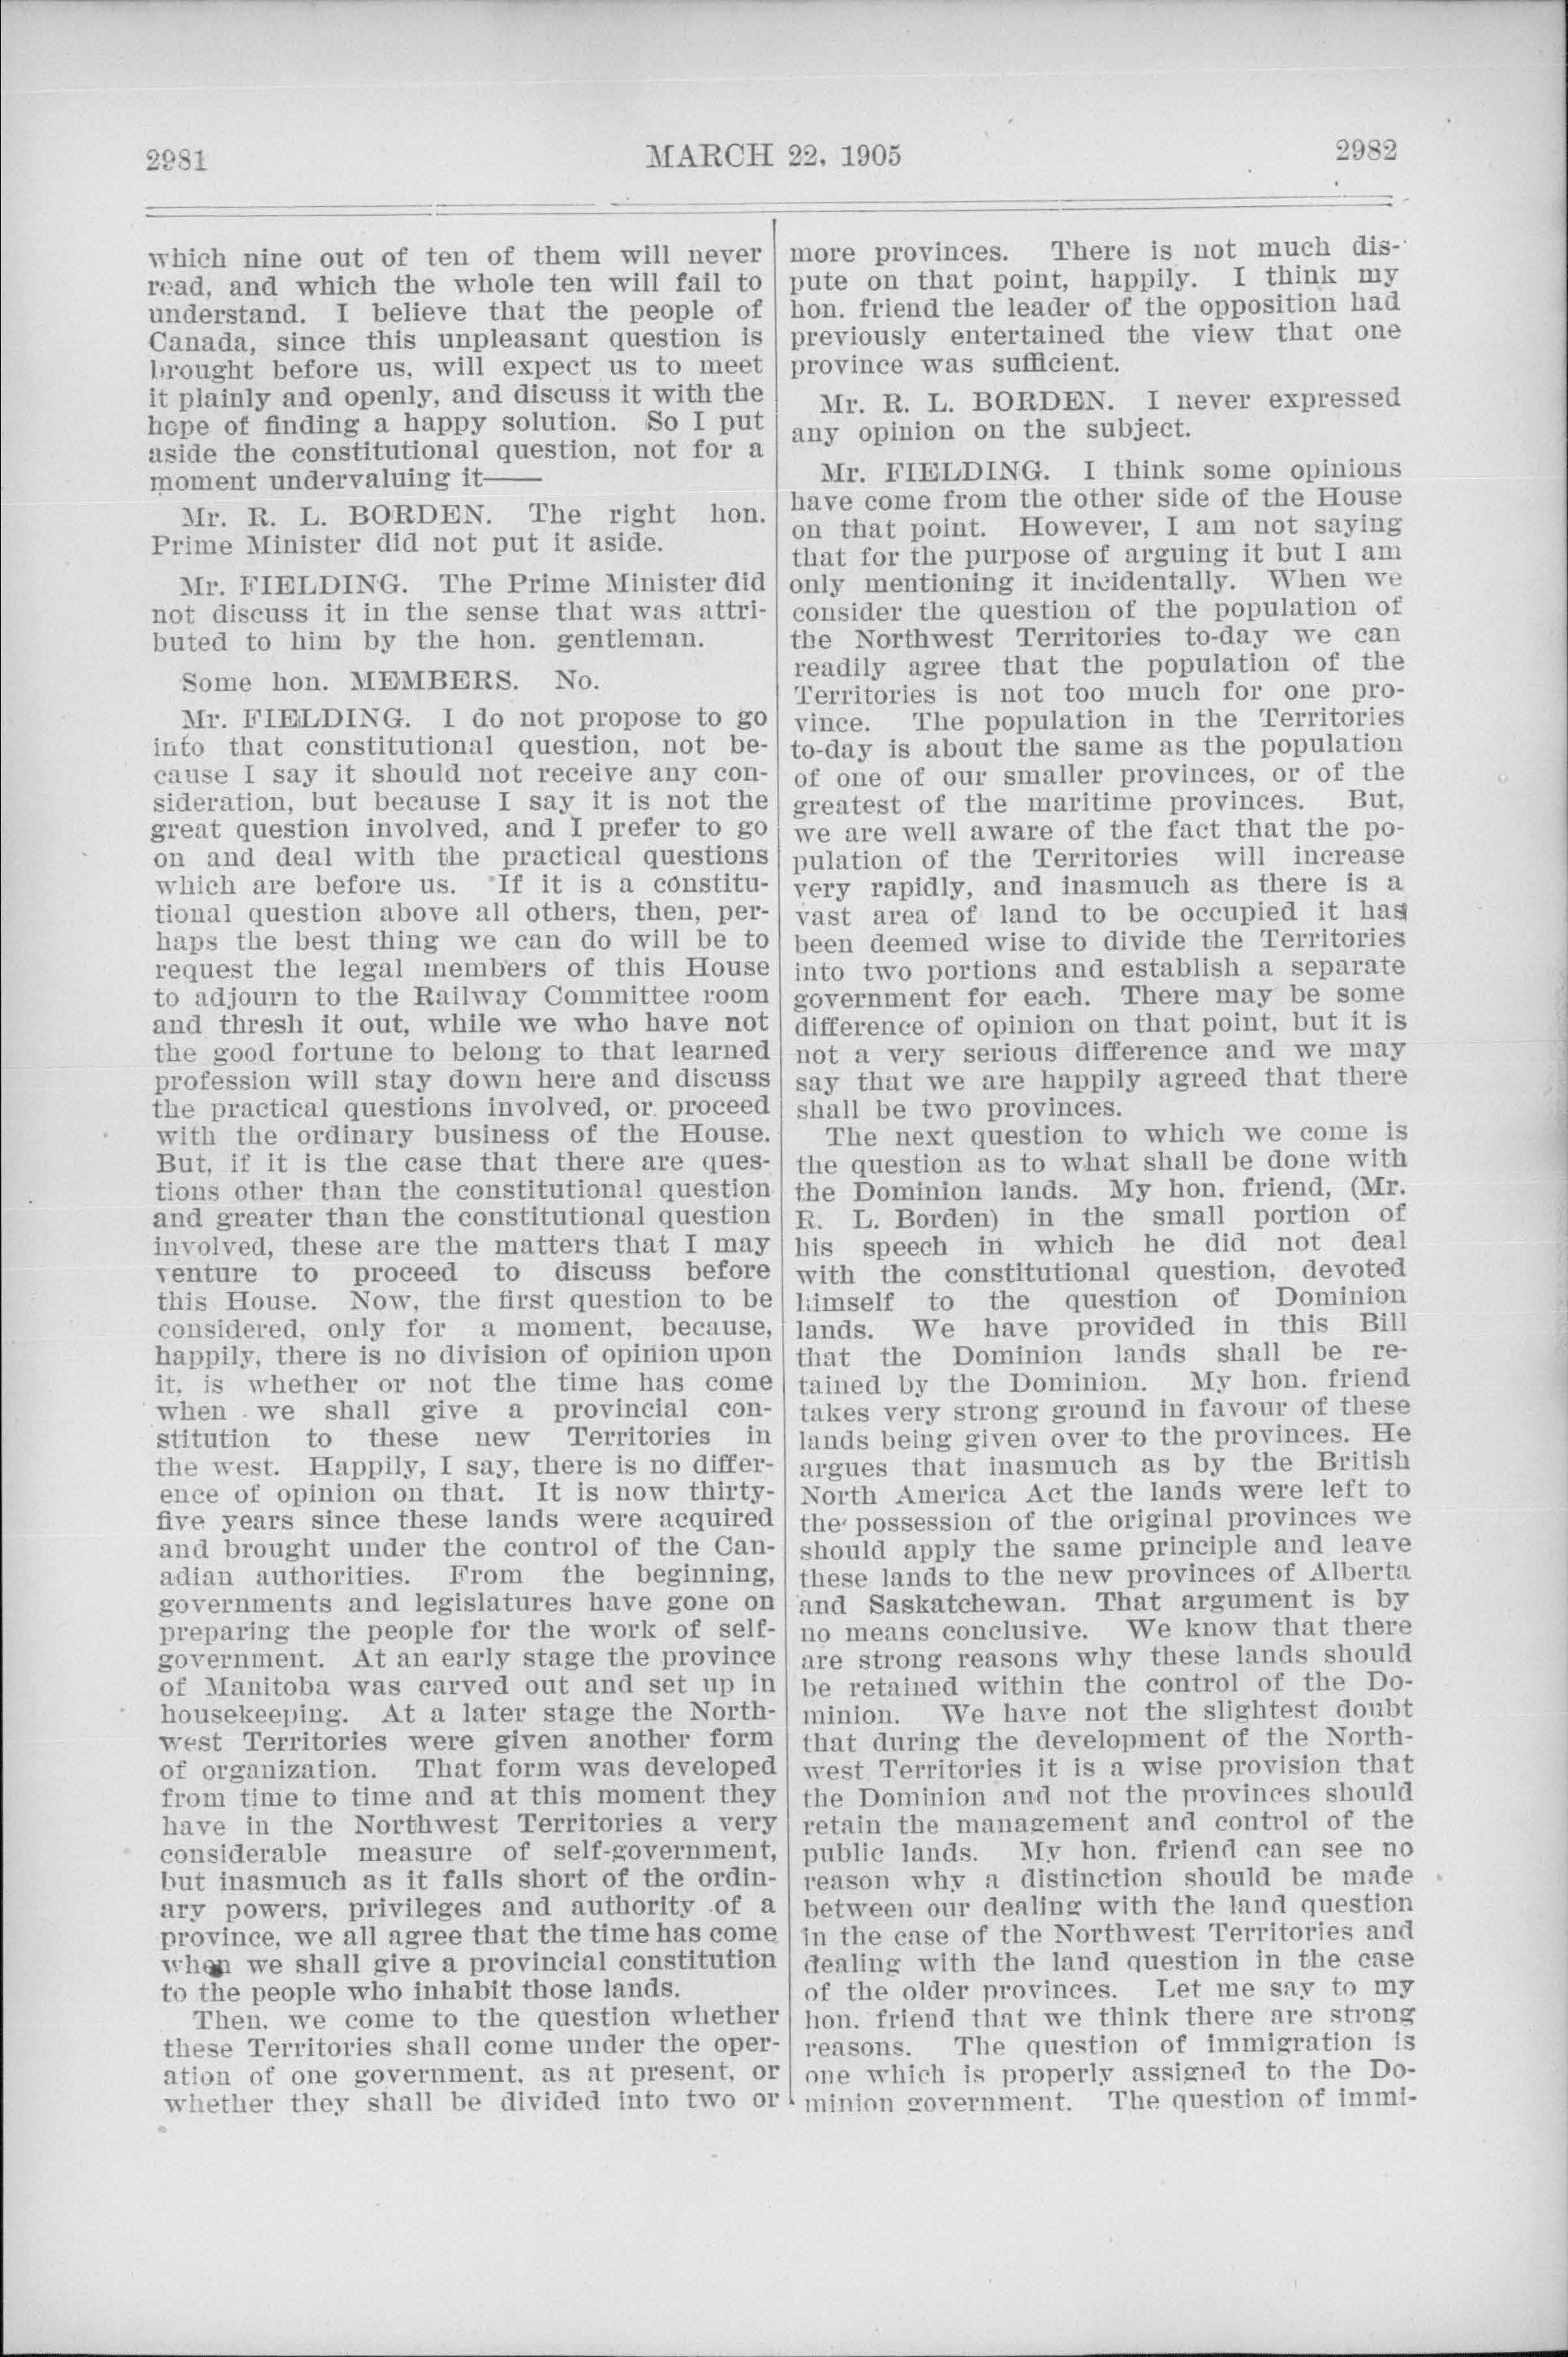 2981
MARCH 22, 1905
2982
which nine out of ten of them will never
read, and which the whole ten will fail to
understand. I believe that the people of
Canada, since this unpleasant question is
brought before us, will expect us to meet
it plainly and openly, and discuss it with the
hope of finding a happy solution. So I put
aside the constitutional question, not for a
moment undervaluing it——
Mr. R. L. BORDEN. The right hon.
Prime Minister did not put it aside.
Mr. FIELDING. The Prime Minister did
not discuss it in the sense that was attri-
buted to him by the hon. gentleman.
Some hon. MEMBERS. No.
Mr. FIELDING. I do not propose to go
into that constitutional question, not be-
cause I say it should not receive any con-
sideration, but because I say it is not the
great question involved, and I prefer to go
on and deal with the practical questions
which are before us. If it is a constitu-
tional question above all others, then, per-
haps the best thing we can do will be to
request the legal members of this House
to adjourn to the Railway Committee room
and thresh it out, while we who have not
the good fortune to belong to that learned
profession will stay down here and discuss
the practical questions involved, or proceed
with the ordinary business of the House.
But, if it is the case that there are ques-
tions other than the constitutional question
and greater than the constitutional question
involved, these are the matters that I may
venture to proceed to discuss before
this House. Now, the first question to be
considered, only for a moment, because,
happily, there is no division of opinion upon
it, is whether or not the time has come
when we shall give a provincial con-
stitution to these new Territories in
the west. Happily, I say, there is no differ-
ence of opinion on that. It is now thirty-
five years since these lands were acquired
and brought under the control of the Can-
adian authorities. From the beginning,
governments and legislatures have gone on
preparing the people for the work of self-
government. At an early stage the province
of Manitoba was carved out and set up in
housekeeping. At a later stage the North-
west Territories were given another form
of organization. That form was developed
from time to time and at this moment they
have in the Northwest Territories a very
considerable measure of self-government,
but inasmuch as it falls short of the ordin-
ary powers, privileges and authority of a
province, we all agree that the time has come
when we shall give a provincial constitution
to the people who inhabit those lands.
Then, we come to the question whether
these Territories shall come under the oper-
ation of one government, as at present, or
whether they shall be divided into two or
more provinces. There is not much dis-
pute on that point, happily. I think my
hon. friend the leader of the opposition had
previously entertained the view that one
province was sufficient.
Mr. R. L. BORDEN. I never expressed
any opinion on the subject.
Mr. FIELDING. I think some opinions
have come from the other side of the House
on that point. However, I am not saying
that for the purpose of arguing it but I am
only mentioning it incidentally. When we
consider the question of the population of
the Northwest Territories to-day we can
readily agree that the population of the
Territories is not too much for one pro-
vince. The population in the Territories
to-day is about the same as the population
of one of our smaller provinces, or of the
greatest of the maritime provinces. But,
we are well aware of the fact that the po-
pulation of the Territories will increase
very rapidly, and inasmuch as there is a
vast area of land to be occupied it has
been deemed wise to divide the Territories
into two portions and establish a separate
government for each. There may be some
difference of opinion on that point, but it is
not a very serious difference and we may
say that we are happily agreed that there
shall be two provinces.
The next question to which we come is
the question as to what shall be done with
the Dominion lands. My hon. friend, (Mr.
R. L. Borden) in the small portion of
his speech in which he did not deal
with the constitutional question, devoted
himself to the question of Dominion
lands. We have provided in this Bill
that the Dominion lands shall be re-
tained by the Dominion. My hon. friend
takes very strong ground in favour of these
lands being given over to the provinces. He
argues that inasmuch as by the British
North America Act the lands were left to
the possession of the original provinces we
should apply the same principle and leave
these lands to the new provinces of Alberta
and Saskatchewan. That argument is by
no means conclusive. We know that there
are strong reasons why these lands should
be retained within the control of the Do-
minion. We have not the slightest doubt
that during the development of the North-
west Territories it is a wise provision that
the Dominion and not the provinces should
retain the management and control of the
public lands. My hon. friend can see no
reason why a distinction should be made
between our dealing with the land question
in the case of the Northwest Territories and
dealing with the land question in the case
of the older provinces. Let me say to my
hon. friend that we think there are strong
reasons. The question of immigration is
one which is properly assigned to the Do-
minion government. The question of immi-